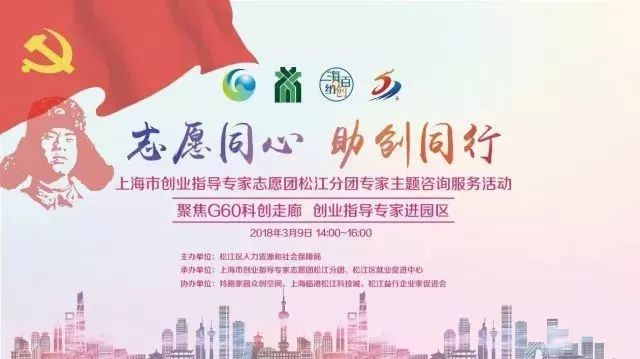 海纳百创
志愿同心 助创同行
上海市创业指导专家志愿团松江分团专家主题咨询服务活动
聚焦G60科创走廊 创业指导专家进园区
2018年3月9日 14:00~16:00
主办单位：松江区人力资源和社会保障局
承办单位：上海市创业指导专家志愿团松江分团、松江区就业促进中心
协办单位：羚跑家园众创空间、上海临港松江科技城、松江益行企业家促进会